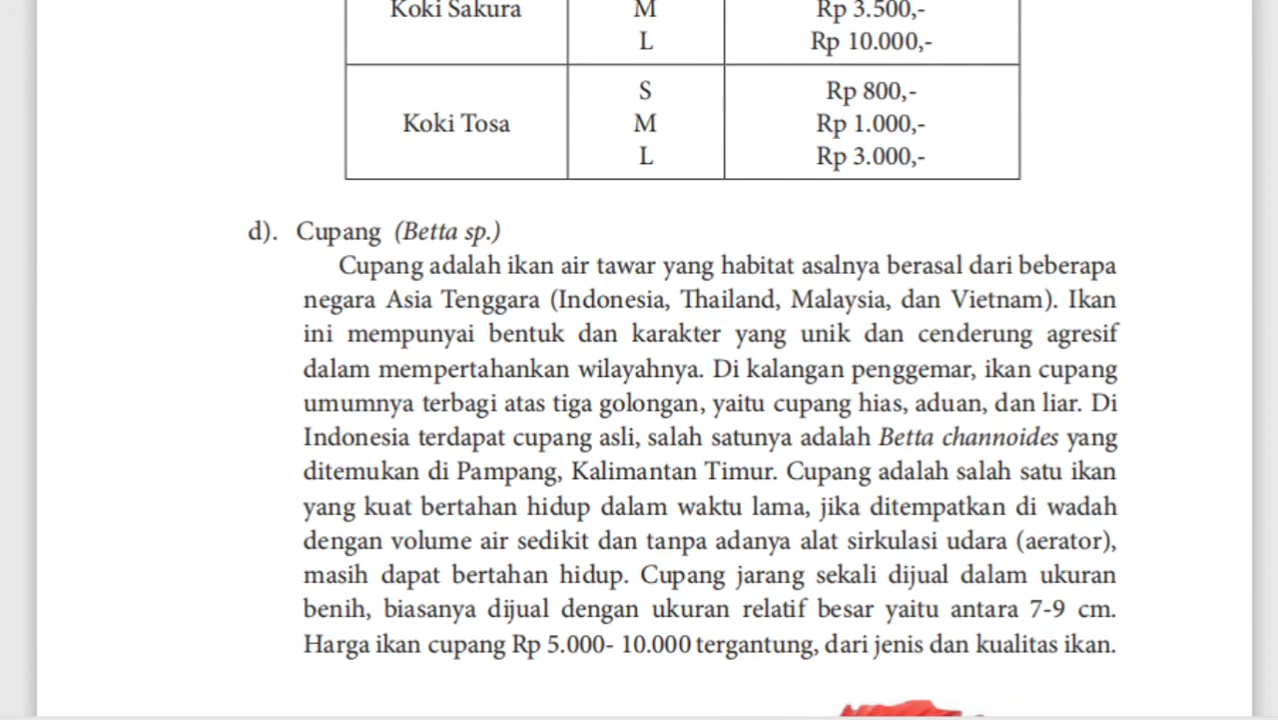 Koki Sakura M Rp 3.500,-
L Rp 10.000,-
S Rp 800,-
Koki Tosa M Rp 1.000,-
L Rp 3.000,-
d). Cupang (Betta sp.)
Cupang adalah ikan air tawar yang habitat asalnya berasal dari beberapa
negara Asia Tenggara (Indonesia, Thailand, Malaysia, dan Vietnam). Ikan
ini mempunyai bentuk dan karakter yang unik dan cenderung agresif
dalam mempertahankan wilayahnya. Di kalangan penggemar, ikan cupang
umumnya terbagi atas tiga golongan, yaitu cupang hias, aduan, dan liar. Di
Indonesia terdapat cupang asli, salah satunya adalah Betta channoides yang
ditemukan di Pampang, Kalimantan Timur. Cupang adalah salah satu ikan
yang kuat bertahan hidup dalam waktu lama, jika ditempatkan di wadah
dengan volume air sedikit dan tanpa adanya alat sirkulasi udara (aerator),
masih dapat bertahan hidup. Cupang jarang sekali dijual dalam ukuran
benih, biasanya dijual dengan ukuran relatif besar yaitu antara 7-9 cm.
Harga ikan cupang Rp 5.000- 10.000 tergantung, dari jenis dan kualitas ikan.